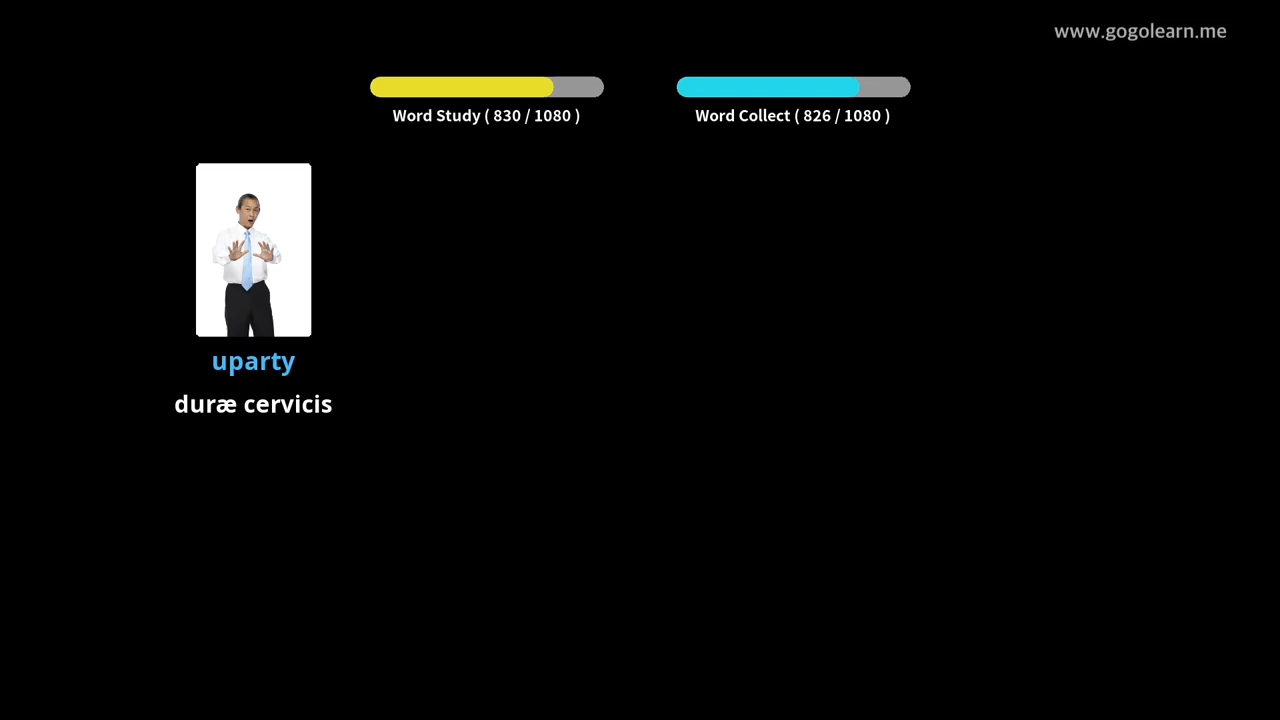 www.gogolearn.me
Word Study ( 830 / 1080 )
Word Collect ( 826 / 1080 )
uparty
duræ cervicis